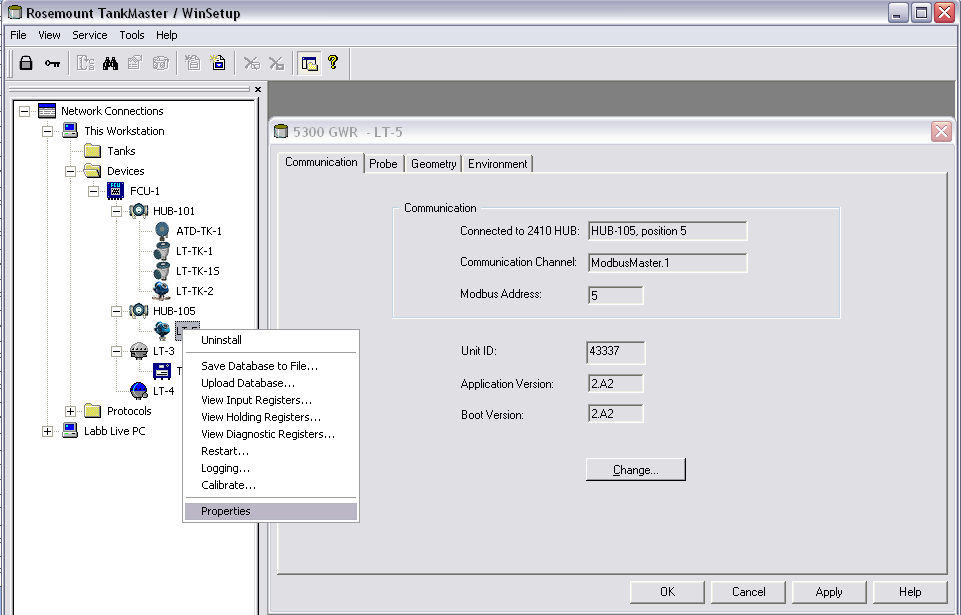 Rosemount TankMaster / WinSetup
File View Service Tools Help
Network Connections
This Workstation
Tanks
Devices
FCU-1
HUB-101
ATD-TK-1
LT-TK-1
LT-TK-1S
LT-TK-2
HUB-105
LT-3
LT-4
Protocols
Labb Live PC
Uninstall
Save Database to File...
Upload Database...
View Input Registers...
View Holding Registers...
View Diagnostic Registers...
Restart...
Logging...
Calibrate...
Properties
5300 GWR - LT-5
Communication Probe Geometry Environment
Communication
Connected to 2410 HUB: HUB-105, position 5
Communication Channel: ModbusMaster.1
Modbus Address: 5
Unit ID: 43337
Application Version: 2.A2
Boot Version: 2.A2
Change...
OK Cancel Apply Help